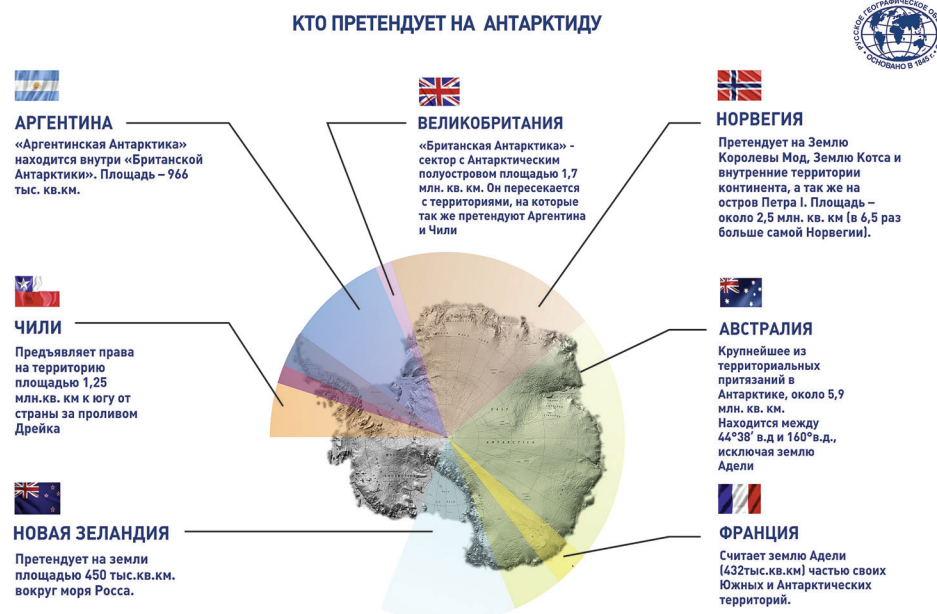 КТО ПРЕТЕНДУЕТ НА АНТАРКТИДУ
РУССКОЕ ГЕОГРАФИЧЕСКОЕ
ОСНОВАНО В 1845 г.
АРГЕНТИНА
«Аргентинская Антарктика»
находится внутри «Британской
Антарктики». Площадь – 966
тыс. кв.км.
ВЕЛИКОБРИТАНИЯ
«Британская Антарктика» -
сектор с Антарктическим
полуостровом площадью 1,7
млн. кв. км. Он пересекается
с территориями, на которые
так же претендуют Аргентина
и Чили
НОРВЕГИЯ
Претендует на Землю
Королевы Мод, Землю Котса и
внутренние территории
континента, а так же на
остров Петра I. Площадь –
около 2,5 млн. кв. км (в 6,5 раз
больше самой Норвегии).
ЧИЛИ
Предъявляет права
на территорию
площадью 1,25
млн.кв. км к югу от
страны за проливом
Дрейка
АВСТРАЛИЯ
Крупнейшее из
территориальных
притязаний в
Антарктике, около 5,9
млн. кв. км.
Находится между
44°38′ в.д и 160°в.д.,
исключая землю
Адели
НОВАЯ ЗЕЛАНДИЯ
Претендует на земли
площадью 450 тыс.кв.км.
вокруг моря Росса.
ФРАНЦИЯ
Считает землю Адели
(432тыс.кв.км) частью своих
Южных и Антарктических
территорий.
ANTARCTICA